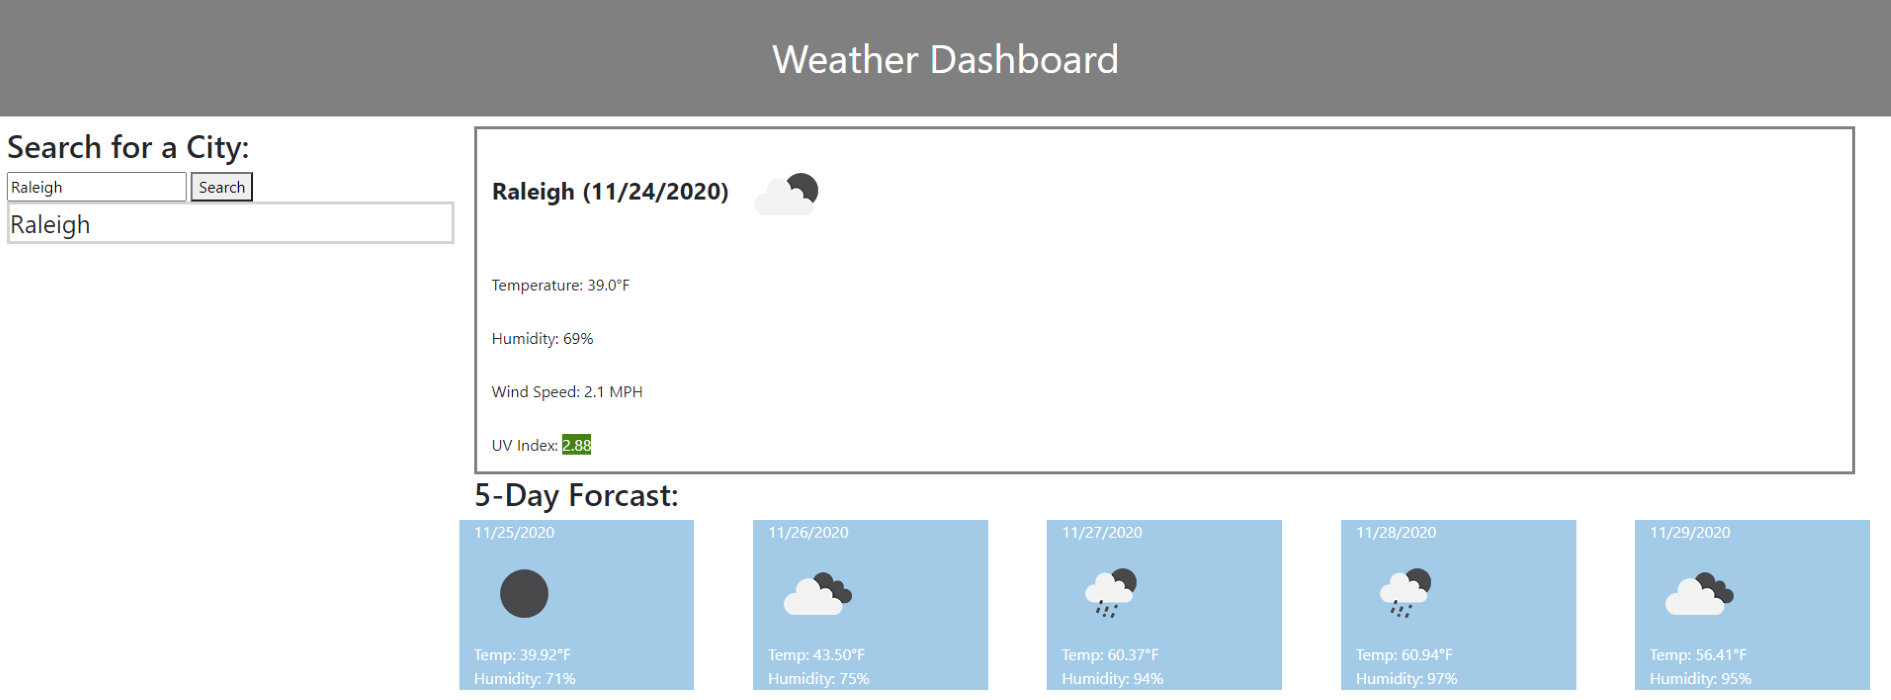 Weather Dashboard
Search for a City:
Raleigh Search
Raleigh
Raleigh (11/24/2020)
Temperature: 39.0°F
Humidity: 69%
Wind Speed: 2.1 MPH
UV Index: 2.88
5-Day Forcast:
11/25/2020
Temp: 39.92°F
Humidity: 71%
11/26/2020
Temp: 43.50°F
Humidity: 75%
11/27/2020
Temp: 60.37°F
Humidity: 94%
11/28/2020
Temp: 60.94°F
Humidity: 97%
11/29/2020
Temp: 56.41°F
Humidity: 95%